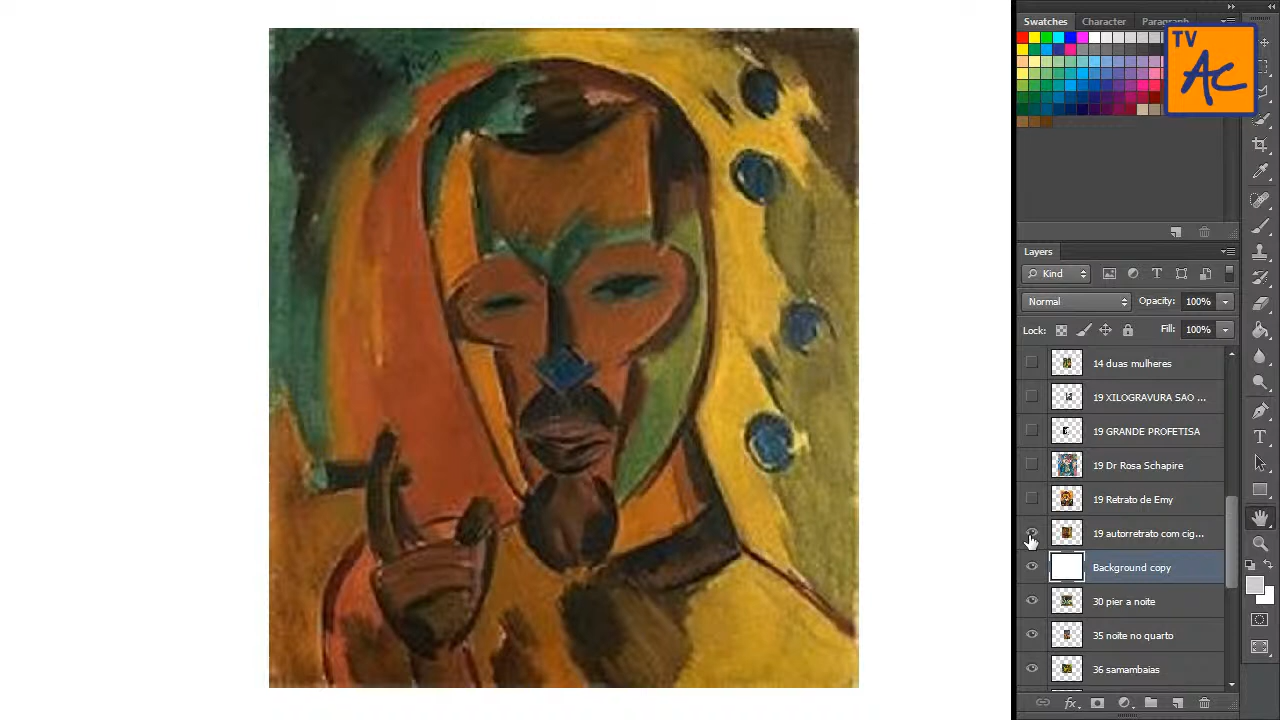 Swatches Character Paragraph
TV
AC
Layers
Kind
Normal Opacity: 100%
Lock: Fill: 100%
14 duas mulheres
19 XILOGRAVURA SAO ...
19 GRANDE PROFETISA
19 Dr Rosa Schapire
19 Retrato de Emy
19 autorretrato com cig...
Background copy
30 pier a noite
35 noite no quarto
36 samambaias
fx